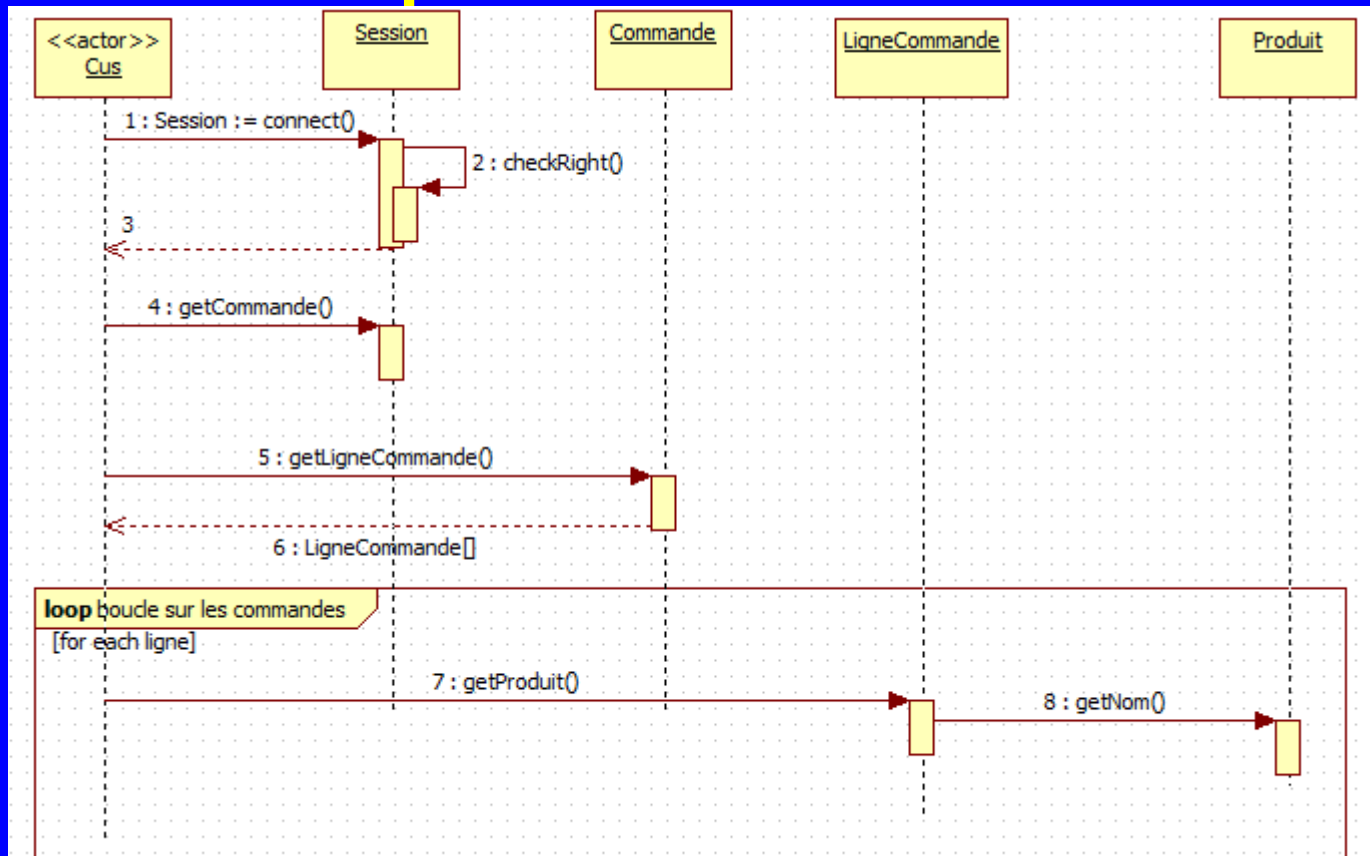 <<actor>>
Cus
Session
Commande
LigneCommande
Produit
1 : Session := connect()
2 : checkRight()
3
4 : getCommande()
5 : getLigneCommande()
6 : LigneCommande[]
loop boucle sur les commandes
[for each ligne]
7 : getProduit()
8 : getNom()